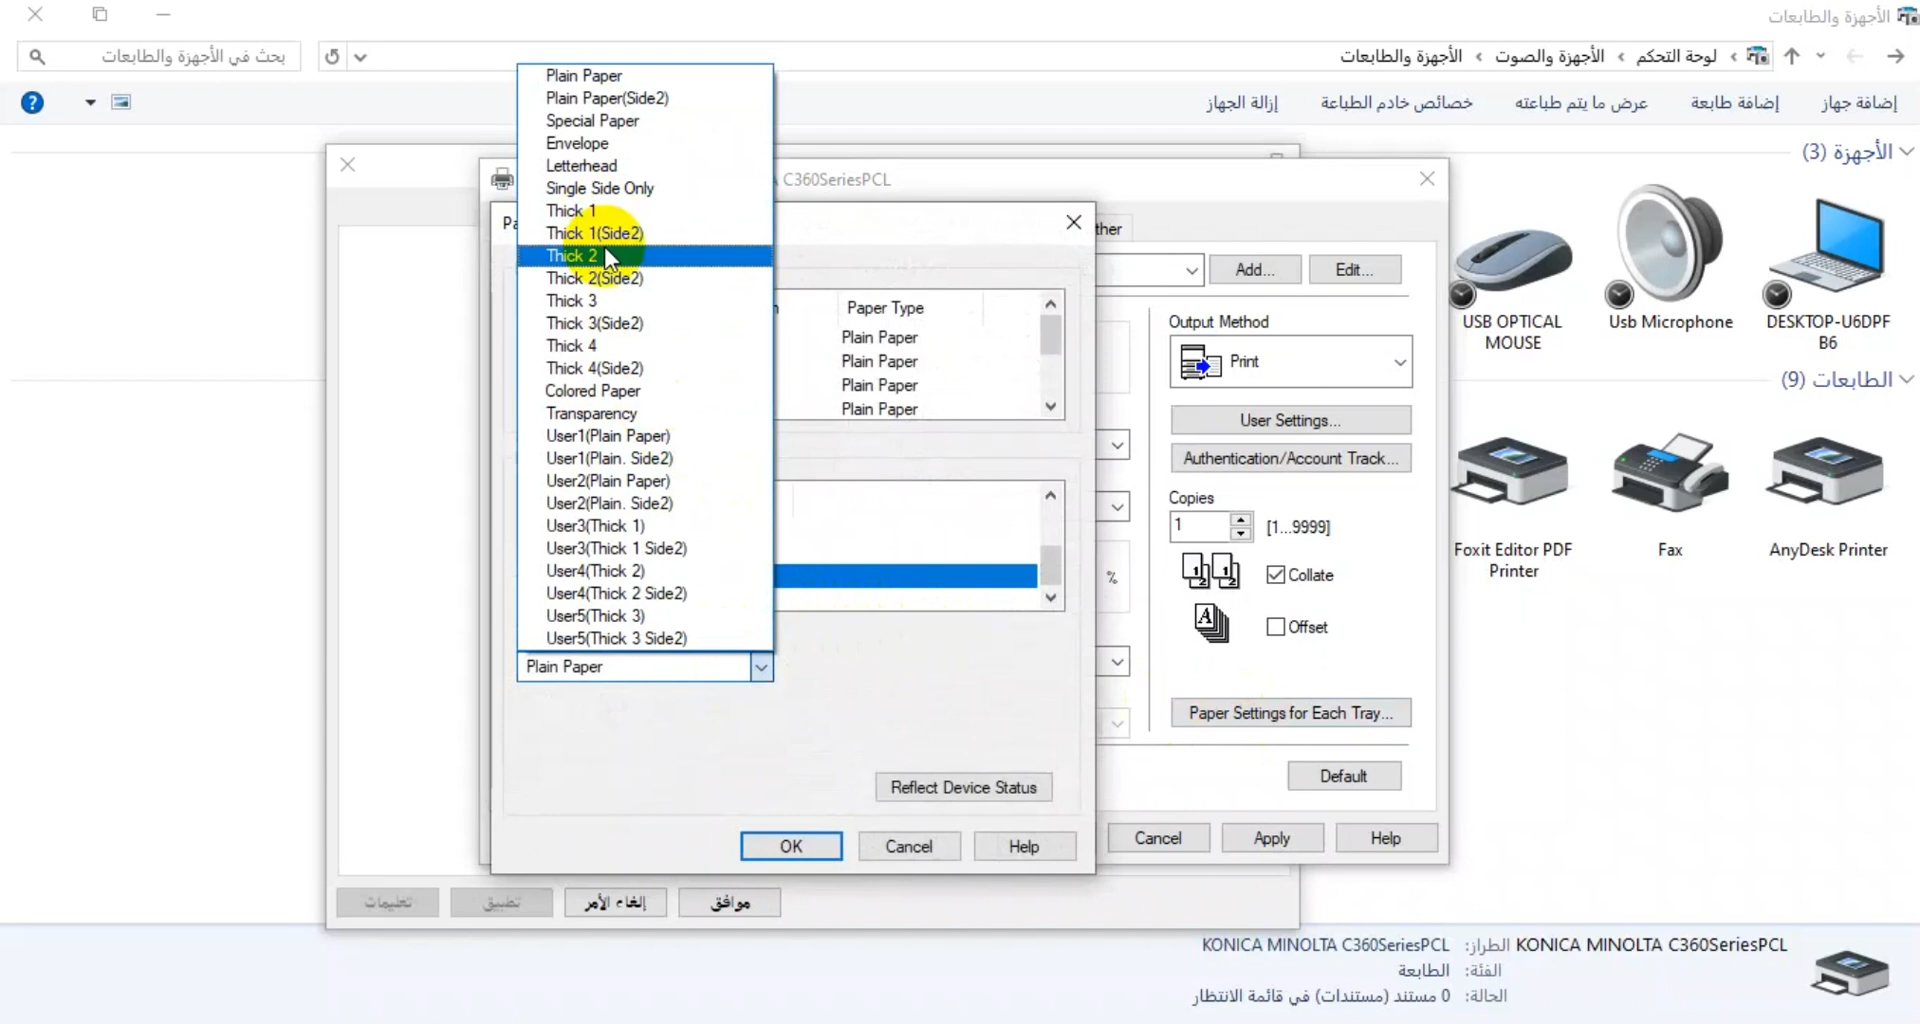 الأجهزة والطابعات
لوحة التحكم › الأجهزة والصوت › الأجهزة والطابعات
بحث في الأجهزة والطابعات
إضافة جهاز
إضافة طابعة
عرض ما يتم طباعته
خصائص خادم الطباعة
إزالة الجهاز
الأجهزة (3)
USB OPTICAL
MOUSE
Usb Microphone
DESKTOP-U6DPF
B6
الطابعات (9)
Foxit Editor PDF
Printer
Fax
AnyDesk Printer
C360SeriesPCL
ther
Add...
Edit...
Output Method
Print
User Settings...
Authentication/Account Track...
Copies
1
[1...9999]
Collate
Offset
%
Paper Settings for Each Tray...
Default
Cancel
Apply
Help
Paper Type
Plain Paper
Plain Paper
Plain Paper
Plain Paper
Plain Paper
Plain Paper(Side2)
Special Paper
Envelope
Letterhead
Single Side Only
Thick 1
Thick 1(Side2)
Thick 2
Thick 2(Side2)
Thick 3
Thick 3(Side2)
Thick 4
Thick 4(Side2)
Colored Paper
Transparency
User1(Plain Paper)
User1(Plain. Side2)
User2(Plain Paper)
User2(Plain. Side2)
User3(Thick 1)
User3(Thick 1 Side2)
User4(Thick 2)
User4(Thick 2 Side2)
User5(Thick 3)
User5(Thick 3 Side2)
Plain Paper
Reflect Device Status
OK
Cancel
Help
موافق
إلغاء الأمر
تطبيق
تعليمات
KONICA MINOLTA C360SeriesPCL الطراز: KONICA MINOLTA C360SeriesPCL
الفئة: الطابعة
الحالة: 0 مستند (مستندات) في قائمة الانتظار